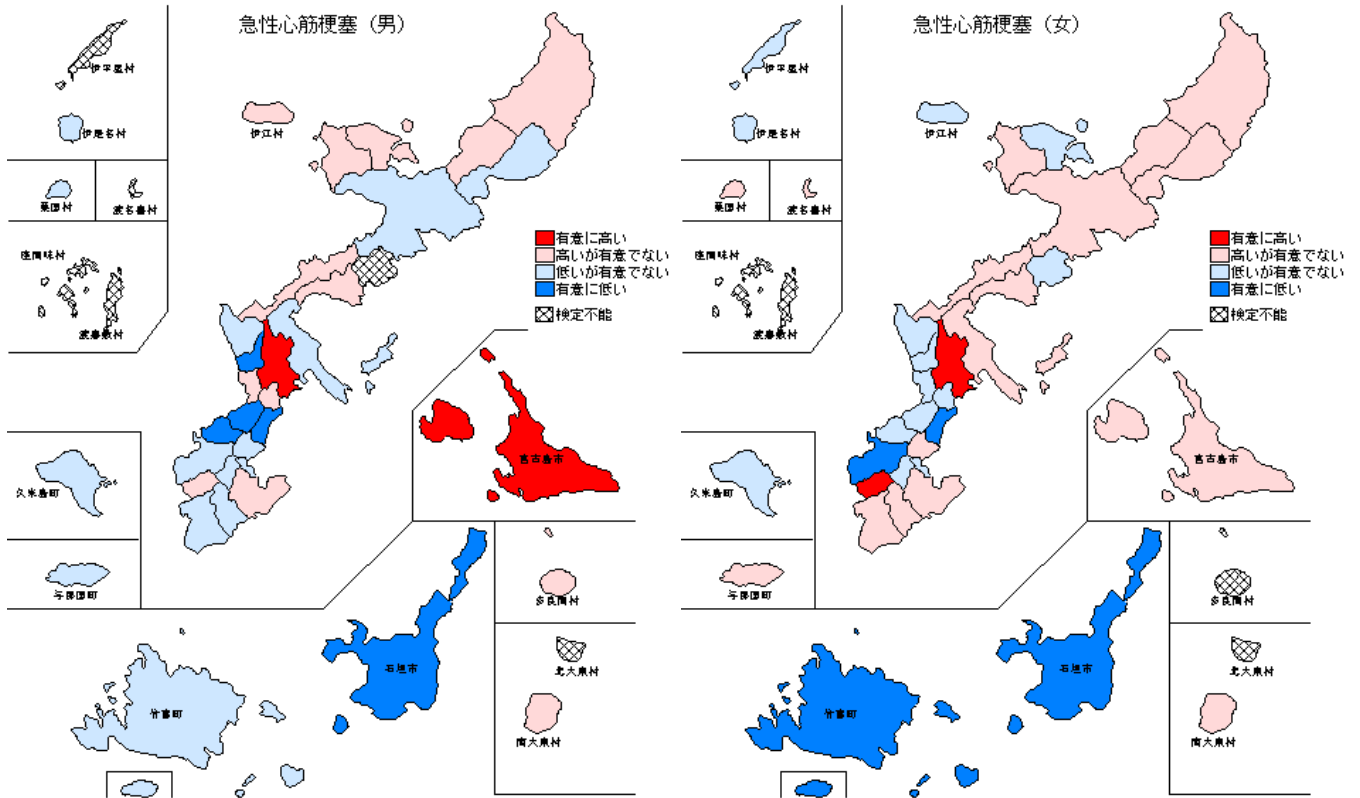 急性心筋梗塞（男）
伊平屋村
伊是名村
伊江村
粟国村
渡名喜村
座間味村
渡嘉敷村
有意に高い
高いが有意でない
低いが有意でない
有意に低い
検定不能
久米島町
与那国町
宮古島市
多良間村
石垣市
北大東村
竹富町
南大東村
急性心筋梗塞（女）
伊平屋村
伊是名村
伊江村
粟国村
渡名喜村
座間味村
渡嘉敷村
有意に高い
高いが有意でない
低いが有意でない
有意に低い
検定不能
久米島町
与那国町
宮古島市
多良間村
石垣市
北大東村
竹富町
南大東村